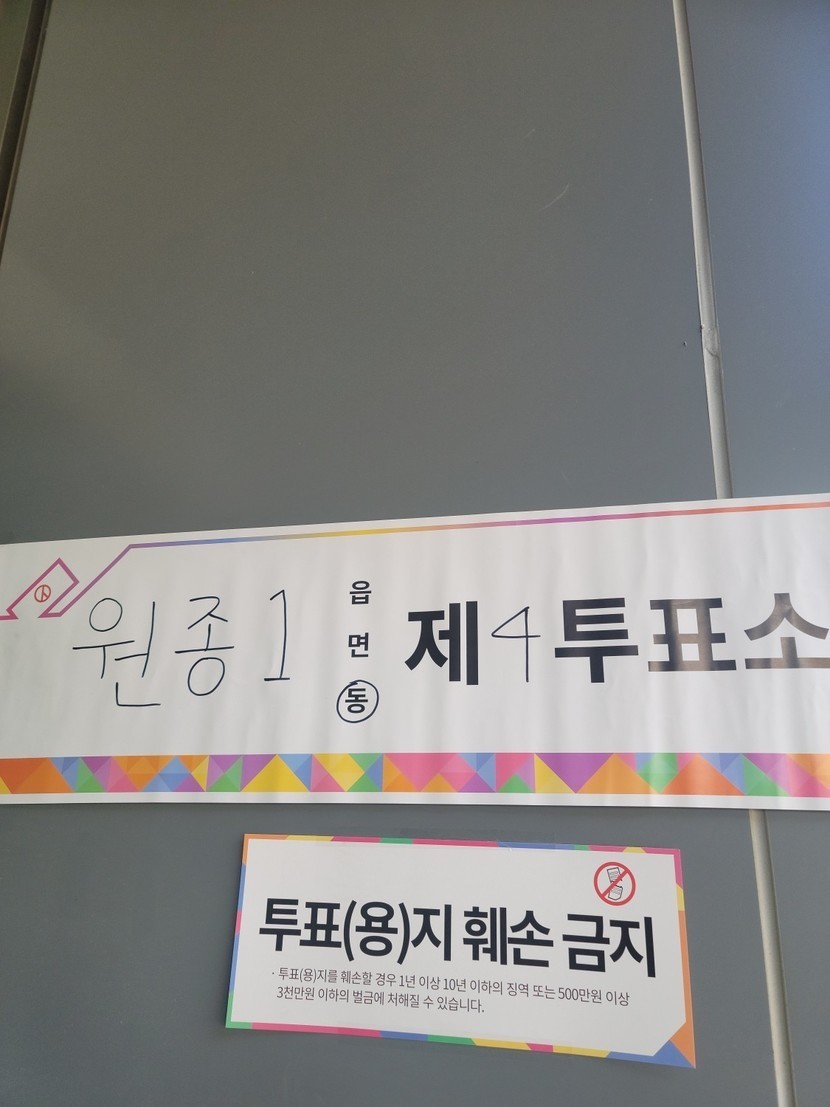 원종1 읍 면 동 제4투표소
투표(용)지 훼손 금지
· 투표(용)지를 훼손할 경우 1년 이상 10년 이하의 징역 또는 500만원 이상
3천만원 이하의 벌금에 처해질 수 있습니다.